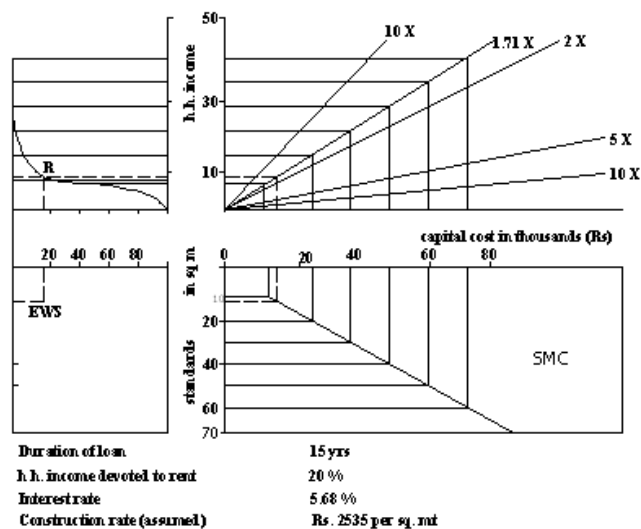 50
h.h. income
10 X
1.71 X
2 X
30
R
5 X
10
10 X
0
capital cost in thousands (Rs)
20 40 60 80
0 20 40 60 80
in sq m.
10
EWS
20
standards
40
SMC
60
70
Duration of loan 15 yrs
h h. income devoted to rent 20 %
Interest rate 5.68 %
Construction rate (assumed) Rs. 2535 per sq. mt